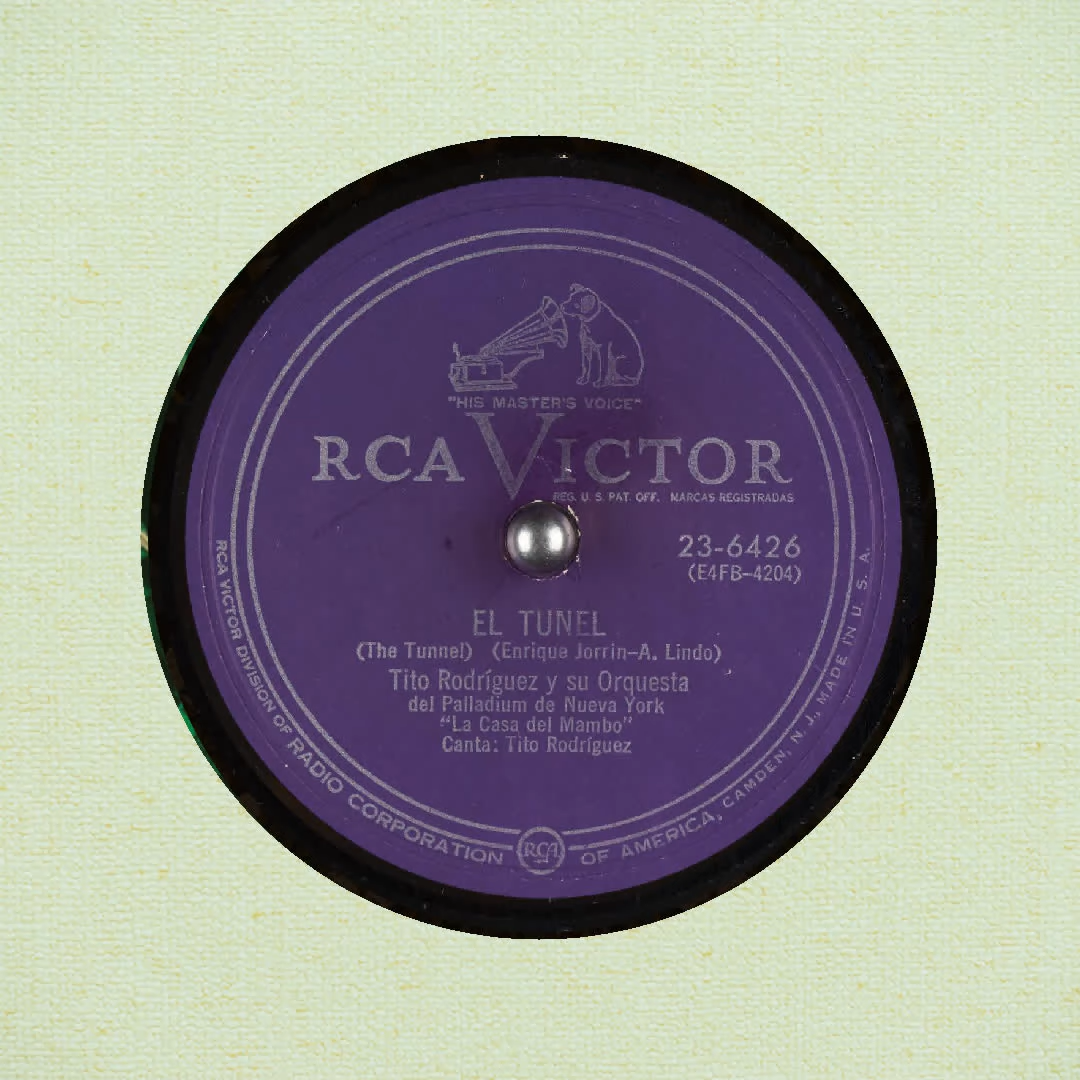 "HIS MASTER'S VOICE"
RCA VICTOR
REG. U. S. PAT. OFF. MARCAS REGISTRADAS
23-6426
(E4FB-4204)
EL TUNEL
(The Tunnel) (Enrique Jorrin-A. Lindo)
Tito Rodríguez y su Orquesta
del Palladium de Nueva York
"La Casa del Mambo"
Canta: Tito Rodríguez
RCA VICTOR DIVISION OF RADIO CORPORATION OF AMERICA, CAMDEN, N. J., MADE IN U. S. A.
RCA